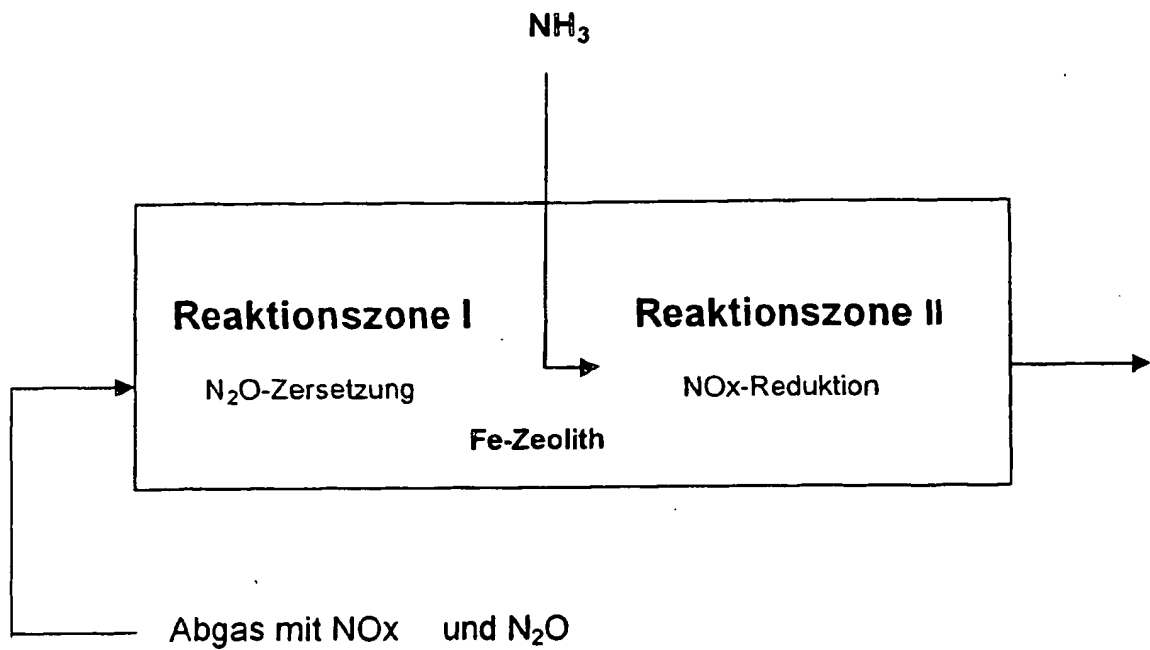 NH₃
Reaktionszone I
Reaktionszone II
N₂O-Zersetzung
NOx-Reduktion
Fe-Zeolith
Abgas mit NOx und N₂O